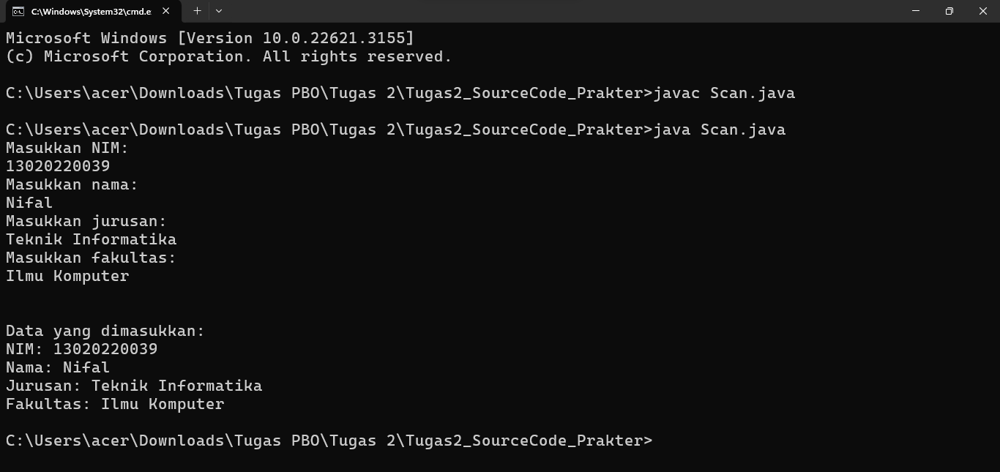 C:\Windows\System32\cmd.e
Microsoft Windows [Version 10.0.22621.3155]
(c) Microsoft Corporation. All rights reserved.
C:\Users\acer\Downloads\Tugas PBO\Tugas 2\Tugas2_SourceCode_Prakter>javac Scan.java
C:\Users\acer\Downloads\Tugas PBO\Tugas 2\Tugas2_SourceCode_Prakter>java Scan.java
Masukkan NIM:
13020220039
Masukkan nama:
Nifal
Masukkan jurusan:
Teknik Informatika
Masukkan fakultas:
Ilmu Komputer
Data yang dimasukkan:
NIM: 13020220039
Nama: Nifal
Jurusan: Teknik Informatika
Fakultas: Ilmu Komputer
C:\Users\acer\Downloads\Tugas PBO\Tugas 2\Tugas2_SourceCode_Prakter>